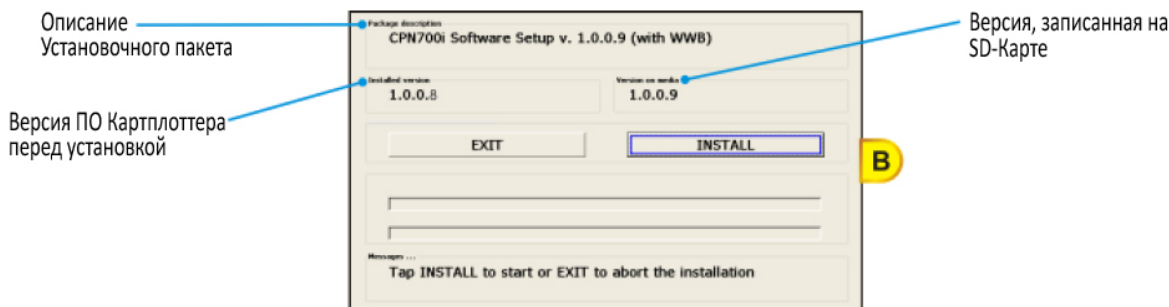 Описание
Установочного пакета
Версия ПО Картплоттера
перед установкой
Package description
CPN700i Software Setup v. 1.0.0.9 (with WWB)
Installed version
1.0.0.8
Version on media
1.0.0.9
EXIT
INSTALL
Messages ...
Tap INSTALL to start or EXIT to abort the installation
Версия, записанная на
SD-Карте
B